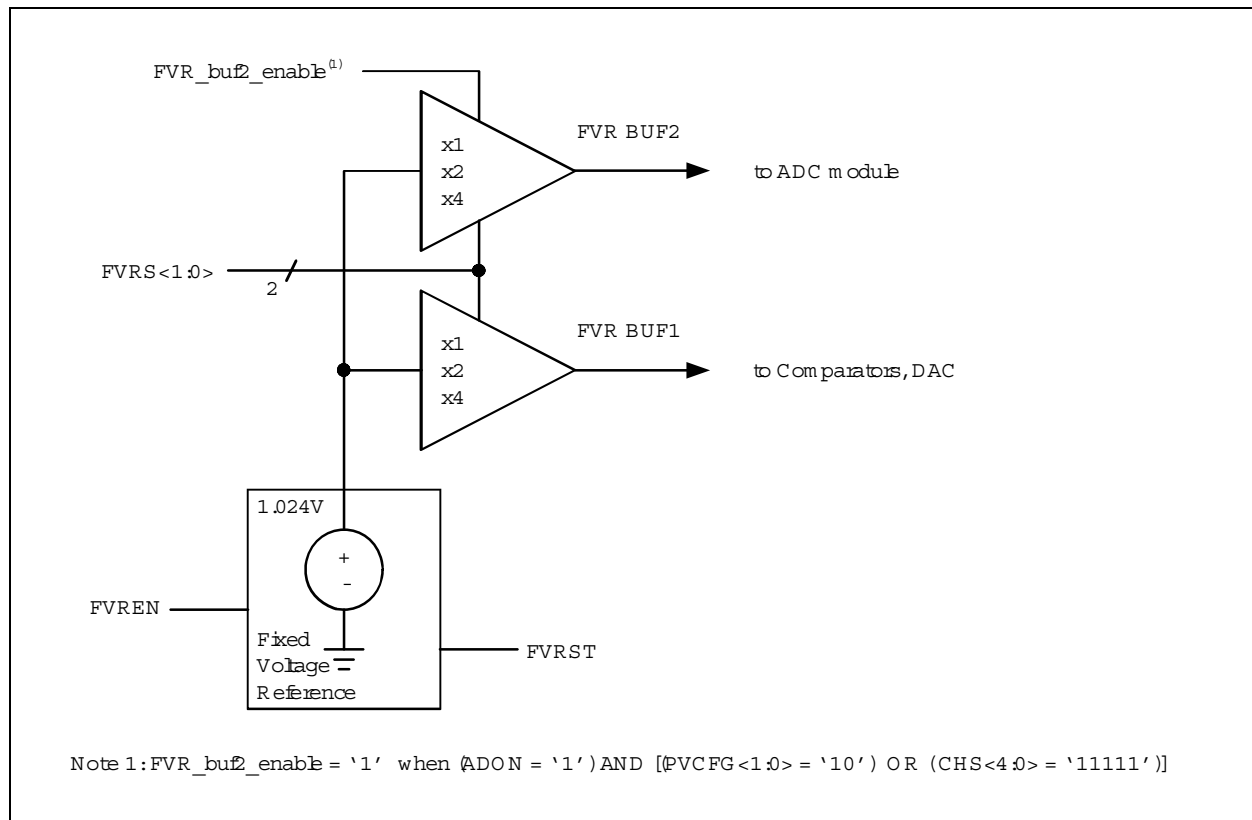 FVR_buf2_enable(1)
FVR BUF2
x1
x2
x4
to ADC module
FVRS<1:0>
2
FVR BUF1
x1
x2
x4
to Comparators, DAC
1.024V
+
-
FVREN
Fixed
Voltage
Reference
FVRST
Note 1: FVR_buf2_enable = ‘1’ when (ADON = ‘1’) AND [(PVCFG<1:0> = ‘10’) OR (CHS<4:0> = ‘11111’)]